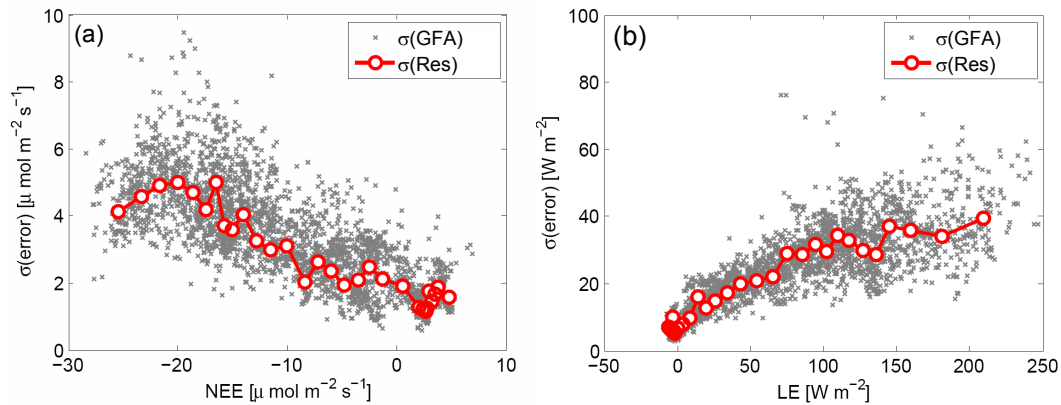 (a)
σ(GFA)
σ(Res)
10
8
6
4
2
0
σ(error) [μ mol m⁻² s⁻¹]
−30
−20
−10
0
10
NEE [μ mol m⁻² s⁻¹]
(b)
σ(GFA)
σ(Res)
100
80
60
40
20
0
σ(error) [W m⁻²]
−50
0
50
100
150
200
250
LE [W m⁻²]